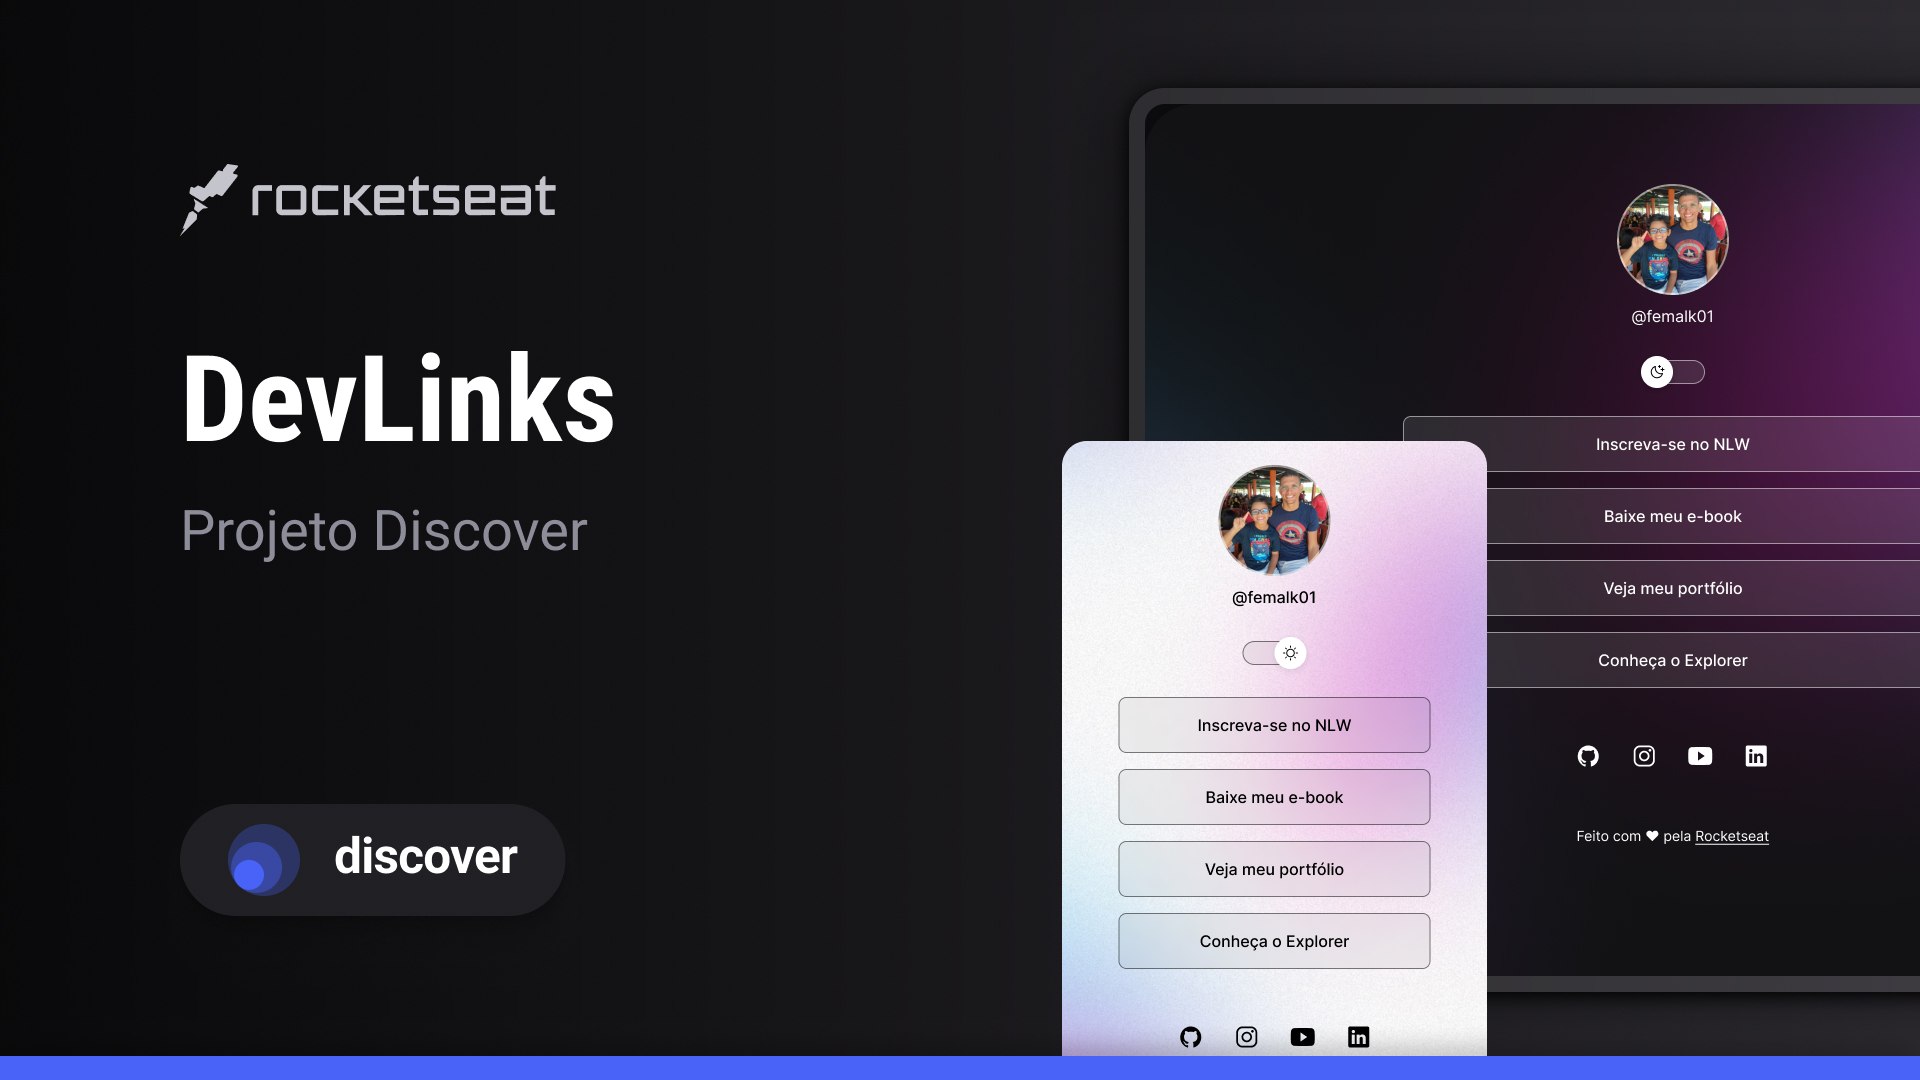 rocketseat
DevLinks
Projeto Discover
discover
@femalk01
Inscreva-se no NLW
Baixe meu e-book
Veja meu portfólio
Conheça o Explorer
Feito com ♥ pela Rocketseat
@femalk01
Inscreva-se no NLW
Baixe meu e-book
Veja meu portfólio
Conheça o Explorer